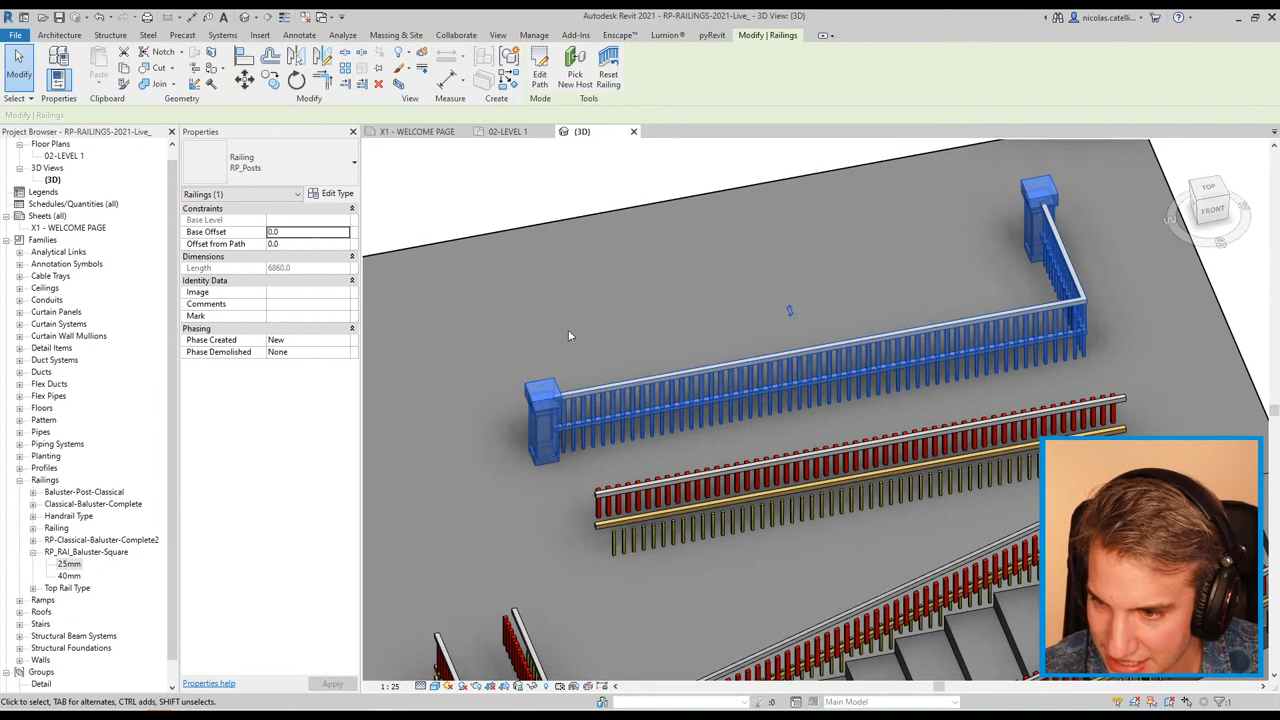 Autodesk Revit 2021 - RP-RAILINGS-2021-Live_ - 3D View: {3D}
nicolas.catelli...
File Architecture Structure Steel Precast Systems Insert Annotate Analyze Massing & Site Collaborate View Manage Add-Ins Enscape™ Lumion® pyRevit Modify | Railings
Modify
Paste
Notch
Cut
Join
Edit Path
Pick New Host
Reset Railing
Select Properties Clipboard Geometry Modify View Measure Create Mode Tools
Modify | Railings
Project Browser - RP-RAILINGS-2021-Live_
Floor Plans
02-LEVEL 1
3D Views
{3D}
Legends
Schedules/Quantities (all)
Sheets (all)
X1 - WELCOME PAGE
Families
Analytical Links
Annotation Symbols
Cable Trays
Ceilings
Conduits
Curtain Panels
Curtain Systems
Curtain Wall Mullions
Detail Items
Duct Systems
Ducts
Flex Ducts
Flex Pipes
Floors
Pattern
Pipes
Piping Systems
Planting
Profiles
Railings
Baluster-Post-Classical
Classical-Baluster-Complete
Handrail Type
Railing
RP-Classical-Baluster-Complete2
RP_RAI_Baluster-Square
25mm
40mm
Top Rail Type
Ramps
Roofs
Stairs
Structural Beam Systems
Structural Foundations
Walls
Groups
Detail
Properties
Railing
RP_Posts
Railings (1) Edit Type
Constraints
Base Level
Base Offset 0.0
Offset from Path 0.0
Dimensions
Length 6860.0
Identity Data
Image
Comments
Mark
Phasing
Phase Created New
Phase Demolished None
Properties help Apply
X1 - WELCOME PAGE 02-LEVEL 1 {3D}
TOP
FRONT
W
S
1 : 25
Click to select, TAB for alternates, CTRL adds, SHIFT unselects.
:0 Main Model :1